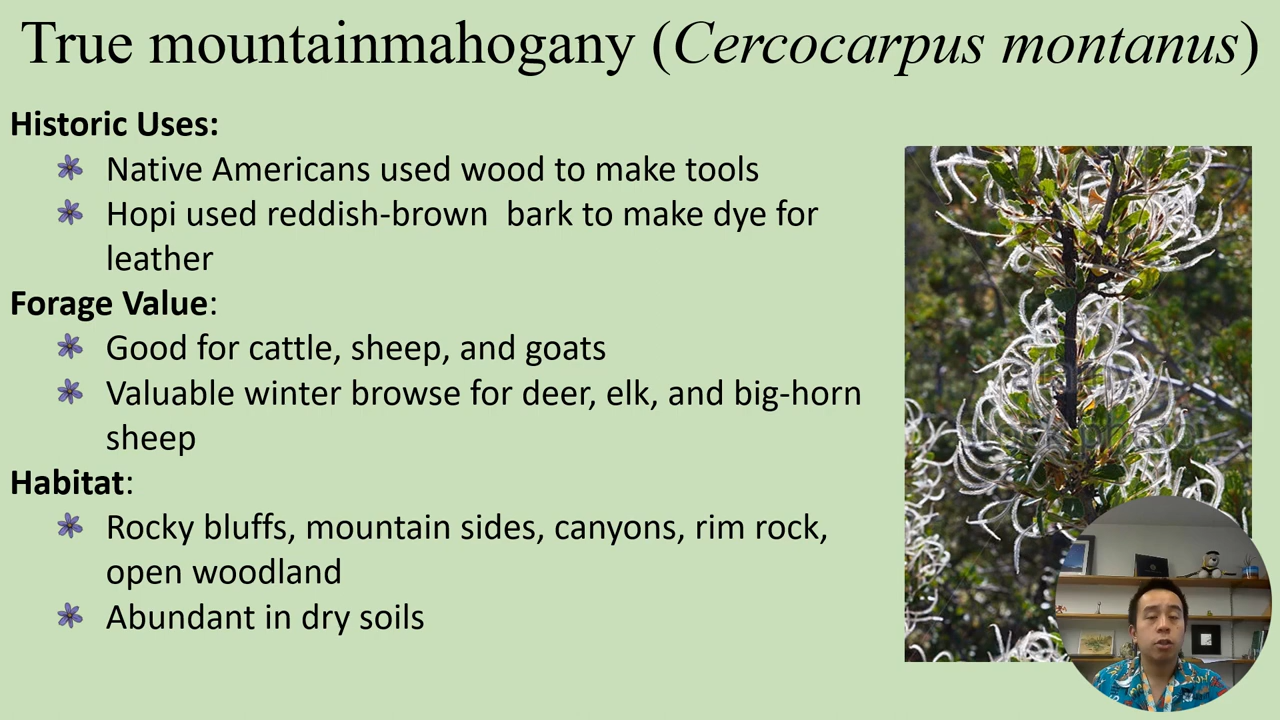 True mountainmahogany (Cercocarpus montanus)
Historic Uses:
Native Americans used wood to make tools
Hopi used reddish-brown  bark to make dye for
leather
Forage Value:
Good for cattle, sheep, and goats
Valuable winter browse for deer, elk, and big-horn
sheep
Habitat:
Rocky bluffs, mountain sides, canyons, rim rock,
open woodland
Abundant in dry soils